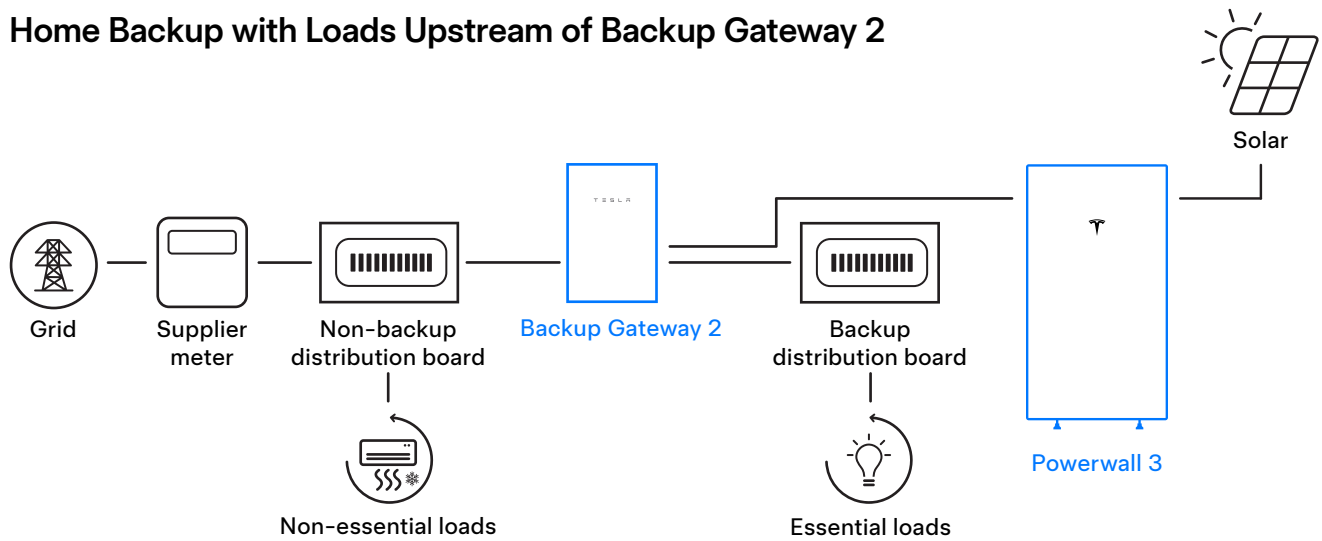 Home Backup with Loads Upstream of Backup Gateway 2
Solar
TESLA
Grid
Supplier
meter
Non-backup
distribution board
Backup Gateway 2
Backup
distribution board
Powerwall 3
Non-essential loads
Essential loads